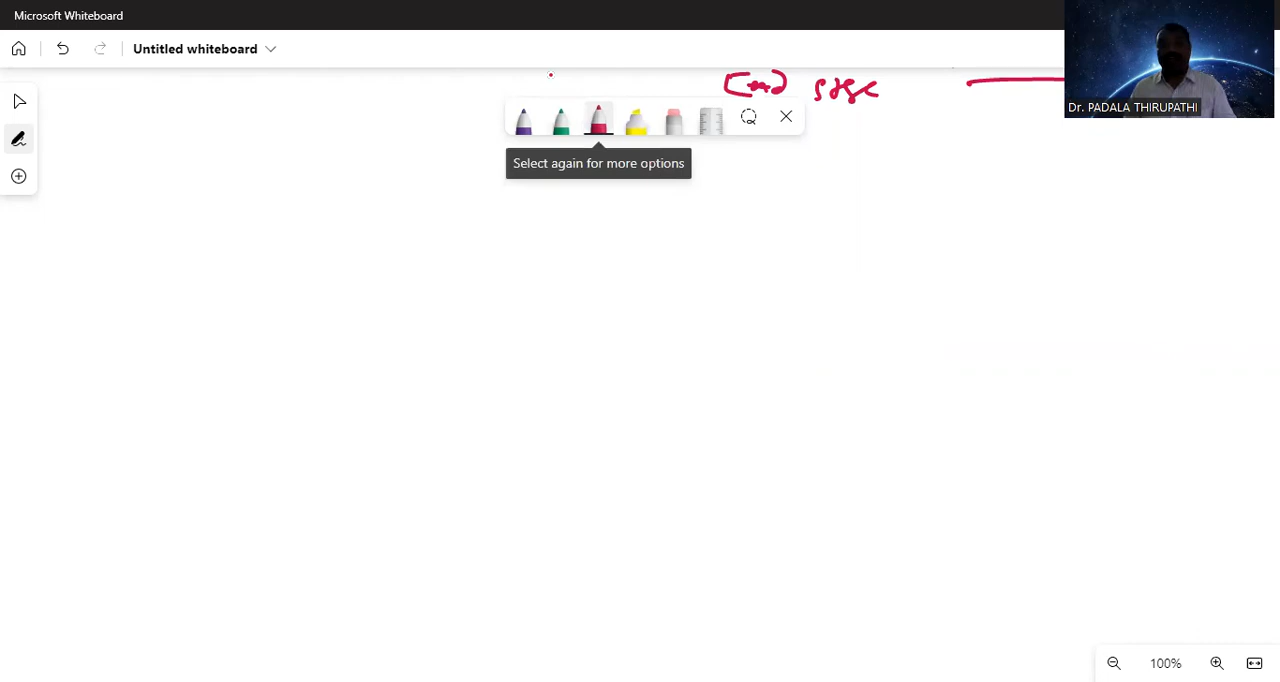 Microsoft Whiteboard
Untitled whiteboard
Dr. PADALA THIRUPATHI
Select again for more options
100%